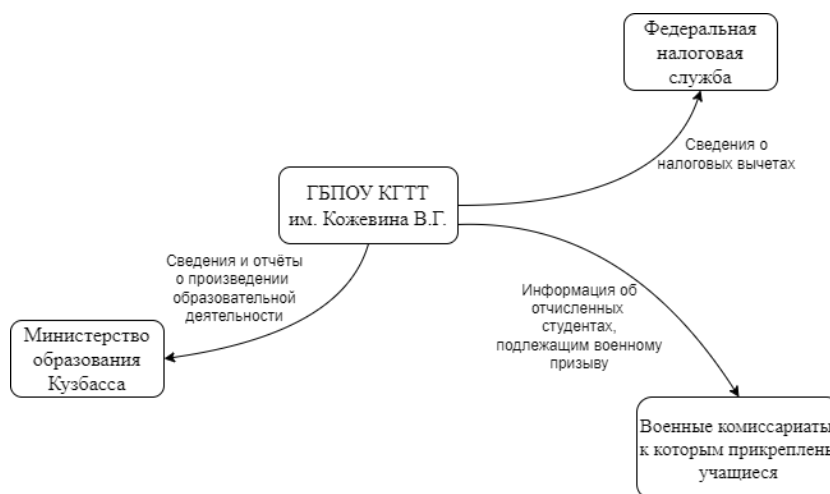 Федеральная
налоговая
служба
Сведения о
налоговых вычетах
ГБПОУ КГТТ
им. Кожевина В.Г.
Сведения и отчёты
о произведении
образовательной
деятельности
Информация об
отчисленных
студентах,
подлежащим военному
призыву
Министерство
образования
Кузбасса
Военные комиссариаты
к которым прикреплены
учащиеся